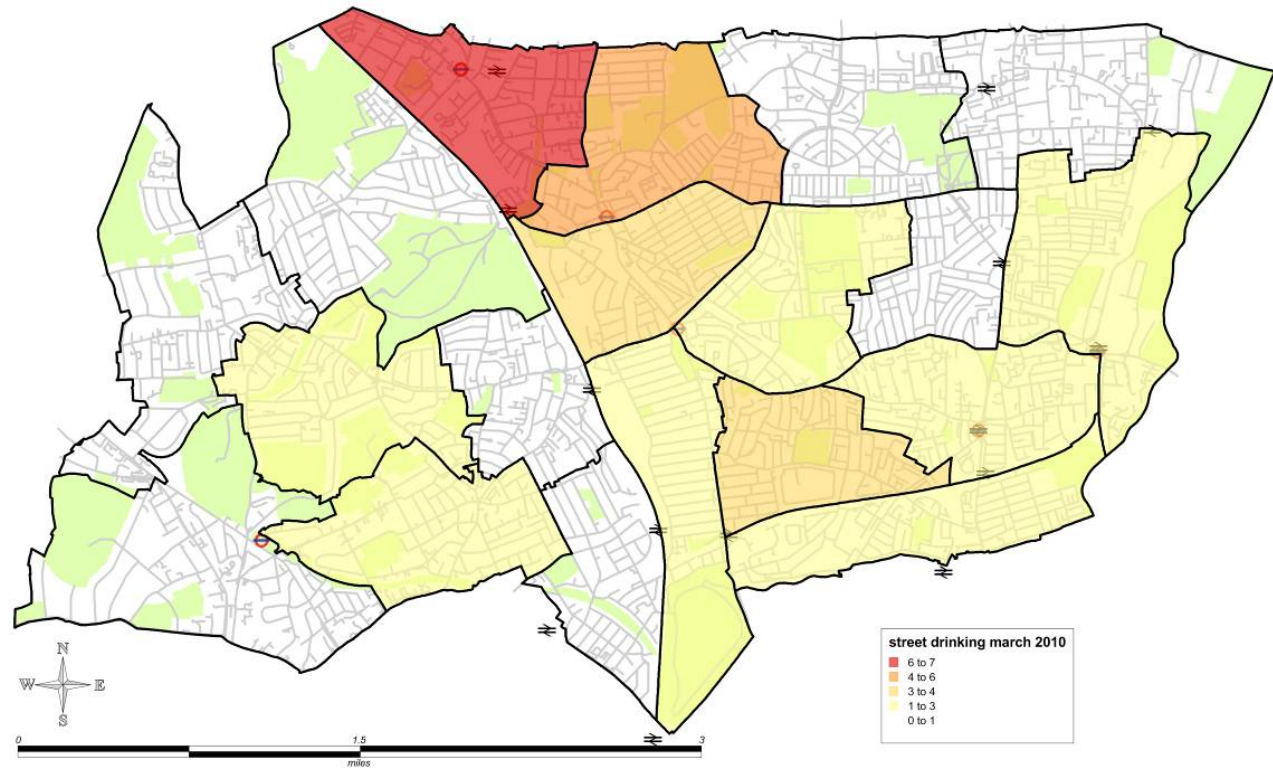 N
W E
S
0 1.5 3
miles
street drinking march 2010
6 to 7
4 to 6
3 to 4
1 to 3
0 to 1